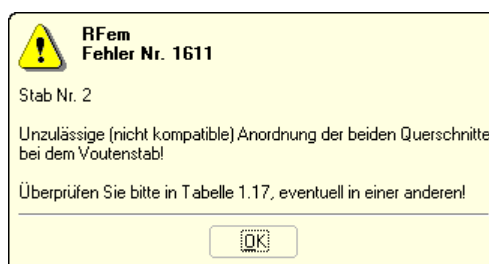 RFem
Fehler Nr. 1611
Stab Nr. 2
Unzulässige (nicht kompatible) Anordnung der beiden Querschnitte
bei dem Voutenstab!
Überprüfen Sie bitte in Tabelle 1.17, eventuell in einer anderen!
OK